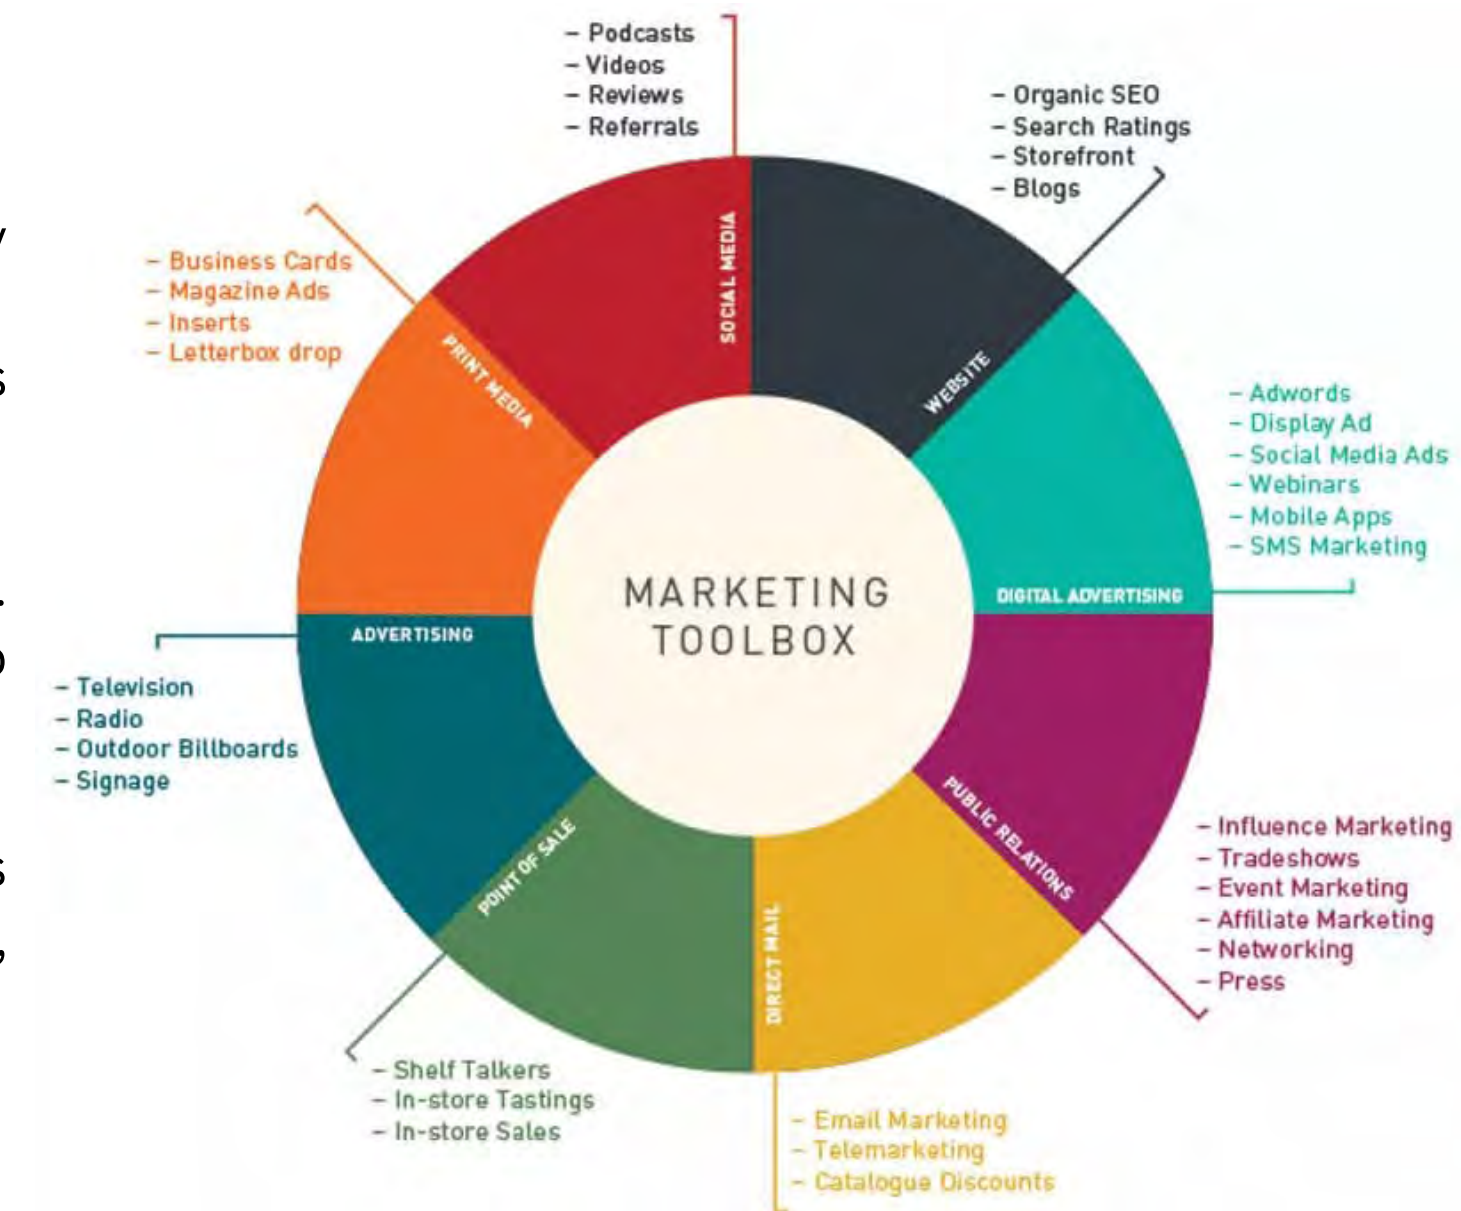 – Podcasts
– Videos
– Reviews
– Referrals
– Organic SEO
– Search Ratings
– Storefront
– Blogs
– Business Cards
– Magazine Ads
– Inserts
– Letterbox drop
SOCIAL MEDIA
WEBSITE
PRINT MEDIA
– Adwords
– Display Ad
– Social Media Ads
– Webinars
– Mobile Apps
– SMS Marketing
DIGITAL ADVERTISING
MARKETING
TOOLBOX
ADVERTISING
– Television
– Radio
– Outdoor Billboards
– Signage
PUBLIC RELATIONS
– Influence Marketing
– Tradeshows
– Event Marketing
– Affiliate Marketing
– Networking
– Press
POINT OF SALE
DIRECT MAIL
– Shelf Talkers
– In-store Tastings
– In-store Sales
– Email Marketing
– Telemarketing
– Catalogue Discounts